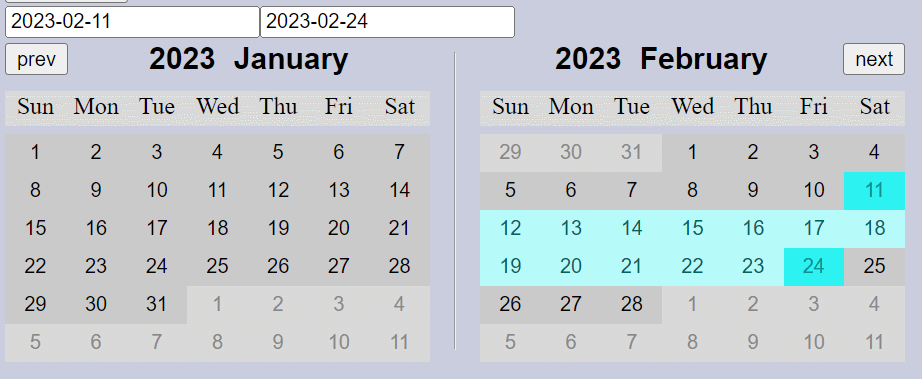 2023-02-11 2023-02-24
prev 2023 January 2023 February next
Sun Mon Tue Wed Thu Fri Sat Sun Mon Tue Wed Thu Fri Sat
1 2 3 4 5 6 7 29 30 31 1 2 3 4
8 9 10 11 12 13 14 5 6 7 8 9 10 11
15 16 17 18 19 20 21 12 13 14 15 16 17 18
22 23 24 25 26 27 28 19 20 21 22 23 24 25
29 30 31 1 2 3 4 26 27 28 1 2 3 4
5 6 7 8 9 10 11 5 6 7 8 9 10 11